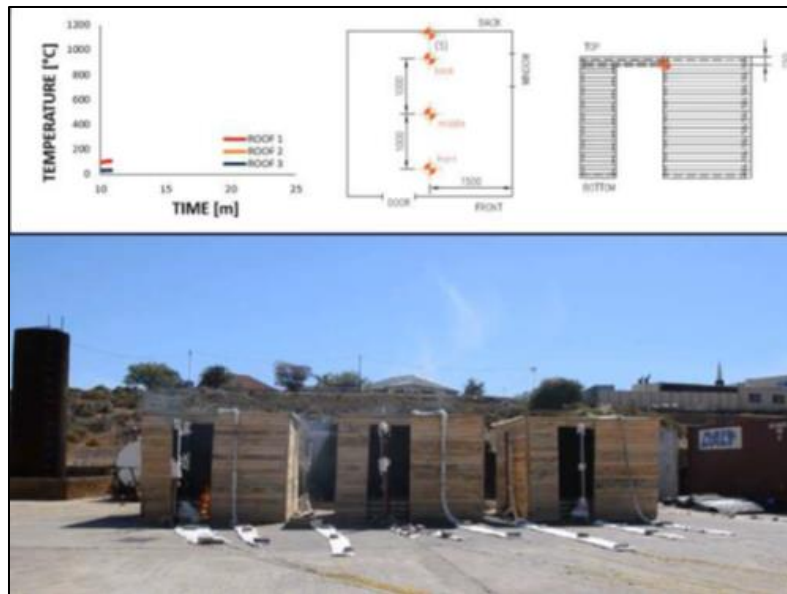 TEMPERATURE [°C]
1200
1000
800
600
400
200
0
10
15
20
25
TIME [m]
ROOF 1
ROOF 2
ROOF 3
BACK
back
1000
middle
1000
front
1500
DOOR
FRONT
WINDOW
TOP
BOTTOM
DALY